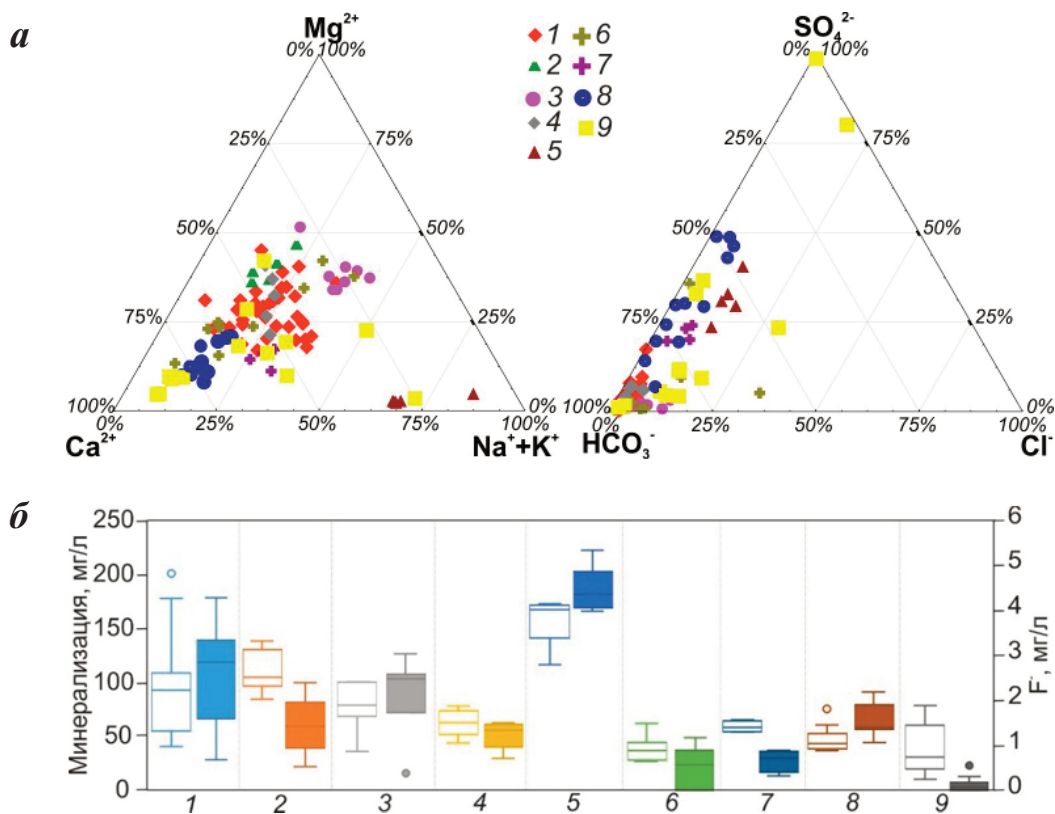 а
Mg²⁺
0% 100%
25% 75%
50% 50%
75% 25%
100% 0%
0% 25% 50% 75% 100%
Ca²⁺
Na⁺+K⁺
1 6
2 7
3 8
4 9
5
SO₄²⁻
0% 100%
25% 75%
50% 50%
75% 25%
100% 0%
0% 25% 50% 75% 100%
HCO₃⁻
Cl⁻
б
Минерализация, мг/л
250
200
150
100
50
0
1 2 3 4 5 6 7 8 9
6
5
4
3
2
1
0
F⁻, мг/л